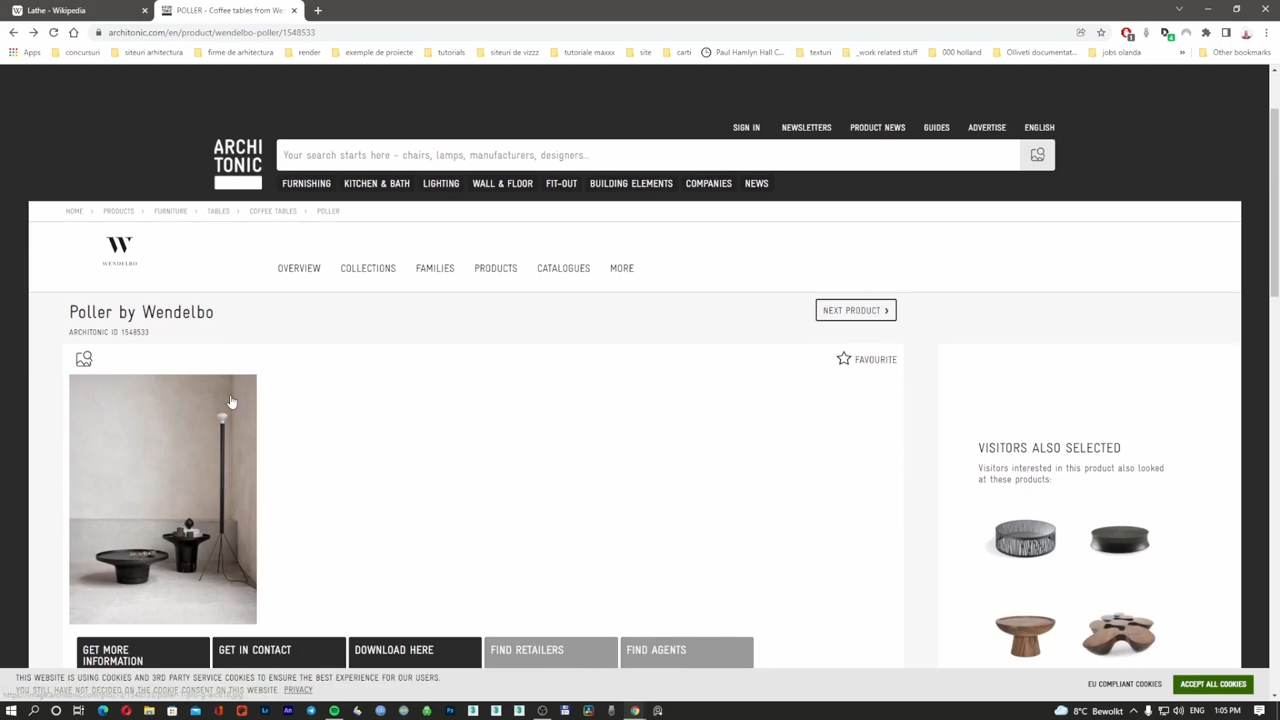 Lathe - Wikipedia
POLLER - Coffee tables from We
architonic.com/en/product/wendelbo-poller/1548533
Apps concursuri siteuri arhitectura firme de aarhitectura render exemple de proiecte tutorials siteuri de vizzz tutoriale maxxx site carti Paul Hamlyn Hall C... texturi _work related stuff 000 holland Olliveti documentat... jobs olanda » Other bookmarks
SIGN IN NEWSLETTERS PRODUCT NEWS GUIDES ADVERTISE ENGLISH
ARCHI
TONIC
Your search starts here - chairs, lamps, manufacturers, designers...
FURNISHING KITCHEN & BATH LIGHTING WALL & FLOOR FIT-OUT BUILDING ELEMENTS COMPANIES NEWS
HOME > PRODUCTS > FURNITURE > TABLES > COFFEE TABLES > POLLER
W
WENDELBO
OVERVIEW COLLECTIONS FAMILIES PRODUCTS CATALOGUES MORE
Poller by Wendelbo
NEXT PRODUCT ›
ARCHITONIC ID 1548533
FAVOURITE
VISITORS ALSO SELECTED
Visitors interested in this product also looked
at these products:
GET MORE
INFORMATION
GET IN CONTACT
DOWNLOAD HERE
FIND RETAILERS
FIND AGENTS
THIS WEBSITE IS USING COOKIES AND 3RD PARTY SERVICE COOKIES TO ENSURE THE BEST EXPERIENCE FOR OUR USERS.
YOU STILL HAVE NOT DECIDED ON THE COOKIE CONSENT ON THIS WEBSITE. PRIVACY
EU COMPLIANT COOKIES ACCEPT ALL COOKIES
8°C Bewolkt ENG 1:05 PM